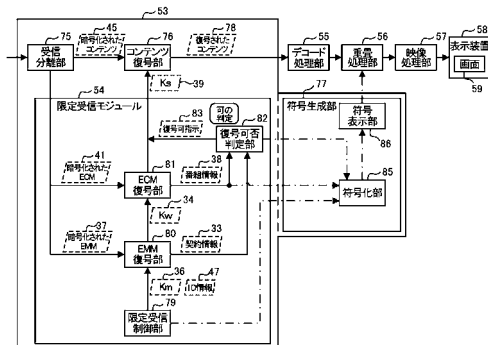 53
75
45
78
58
受信
分離部
暗号化された
コンテンツ
76
コンテンツ
復号部
復号された
コンテンツ
55
デコード
処理部
56
重畳
処理部
57
映像
処理部
表示装置
画面
59
Ks
39
54
限定受信モジュール
83
可の
判定
82
復号可指示
復号可否
判定部
77
符号生成部
符号
表示部
86
41
暗号化された
ECM
81
ECM
復号部
38
番組情報
85
符号化部
34
Kw
37
暗号化された
EMM
80
EMM
復号部
33
契約情報
36
Km
47
ID情報
79
限定受信
制御部